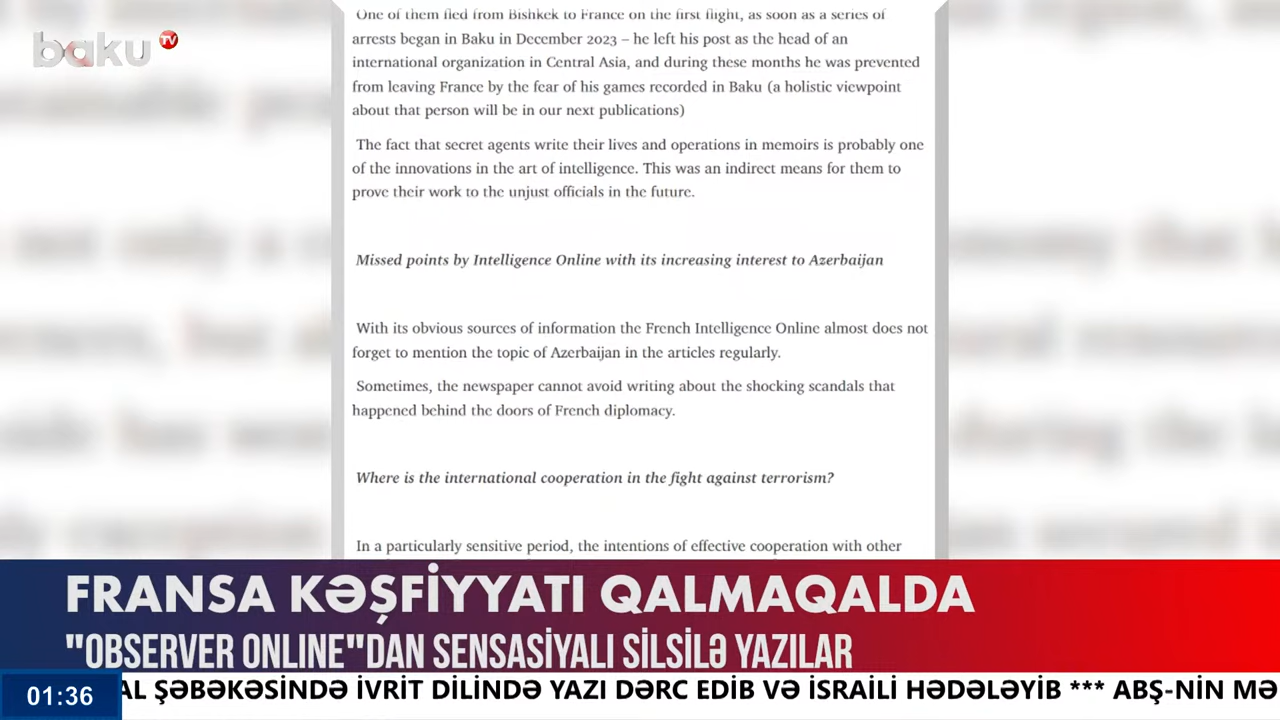 baku TV
One of them fled from Bishkek to France on the first flight, as soon as a series of
arrests began in Baku in December 2023 – he left his post as the head of an
international organization in Central Asia, and during these months he was prevented
from leaving France by the fear of his games recorded in Baku (a holistic viewpoint
about that person will be in our next publications)
The fact that secret agents write their lives and operations in memoirs is probably one
of the innovations in the art of intelligence. This was an indirect means for them to
prove their work to the unjust officials in the future.
Missed points by Intelligence Online with its increasing interest to Azerbaijan
With its obvious sources of information the French Intelligence Online almost does not
forget to mention the topic of Azerbaijan in the articles regularly.
Sometimes, the newspaper cannot avoid writing about the shocking scandals that
happened behind the doors of French diplomacy.
Where is the international cooperation in the fight against terrorism?
In a particularly sensitive period, the intentions of effective cooperation with other
FRANSA KƏŞFİYYATI QALMAQALDA
"OBSERVER ONLINE"DAN SENSASİYALI SİLSİLƏ YAZILAR
01:36 AL ŞƏBƏKƏSİNDƏ İVRİT DİLİNDƏ YAZI DƏRC EDİB VƏ İSRAİLİ HƏDƏLƏYİB *** ABŞ-NİN MƏ